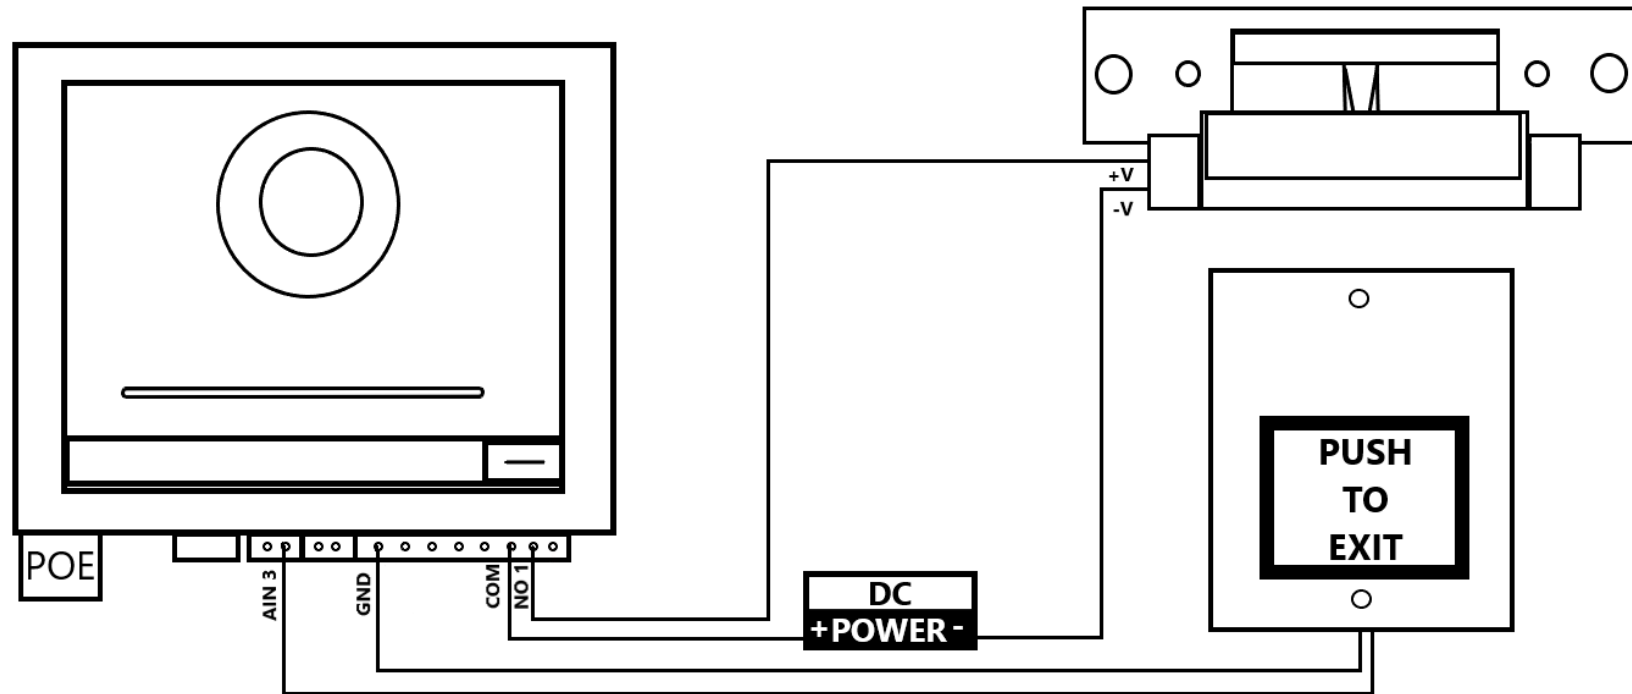 +V
-V
PUSH
TO
EXIT
POE
AIN 3
GND
COM
NO 1
DC
+POWER-